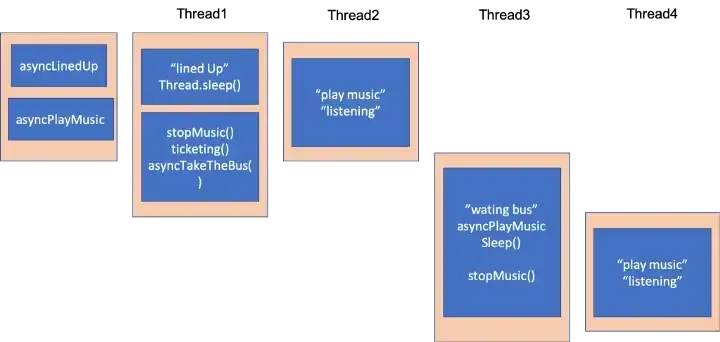 Thread1
Thread2
Thread3
Thread4
asyncLinedUp
asyncPlayMusic
“lined Up”
Thread.sleep()
stopMusic()
ticketing()
asyncTakeTheBus(
)
“play music”
“listening”
“wating bus”
asyncPlayMusic
Sleep()
stopMusic()
“play music”
“listening”